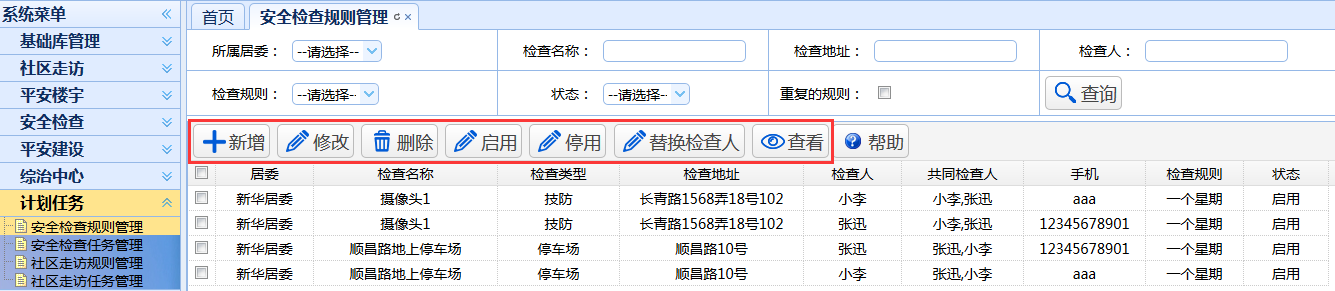 系统菜单
基础库管理
社区走访
平安楼宇
安全检查
平安建设
综治中心
计划任务
安全检查规则管理
安全检查任务管理
社区走访规则管理
社区走访任务管理
首页 安全检查规则管理
所属居委： --请选择-- 检查名称： 检查地址： 检查人：
检查规则： --请选择-- 状态： --请选择-- 重复的规则： 查询
新增 修改 删除 启用 停用 替换检查人 查看 帮助
居委 检查名称 检查类型 检查地址 检查人 共同检查人 手机 检查规则 状态
新华居委 摄像头1 技防 长青路1568弄18号102 小李 小李,张迅 aaa 一个星期 启用
新华居委 摄像头1 技防 长青路1568弄18号102 张迅 小李,张迅 12345678901 一个星期 启用
新华居委 顺昌路地上停车场 停车场 顺昌路10号 张迅 张迅,小李 12345678901 一个星期 启用
新华居委 顺昌路地上停车场 停车场 顺昌路10号 小李 张迅,小李 aaa 一个星期 启用